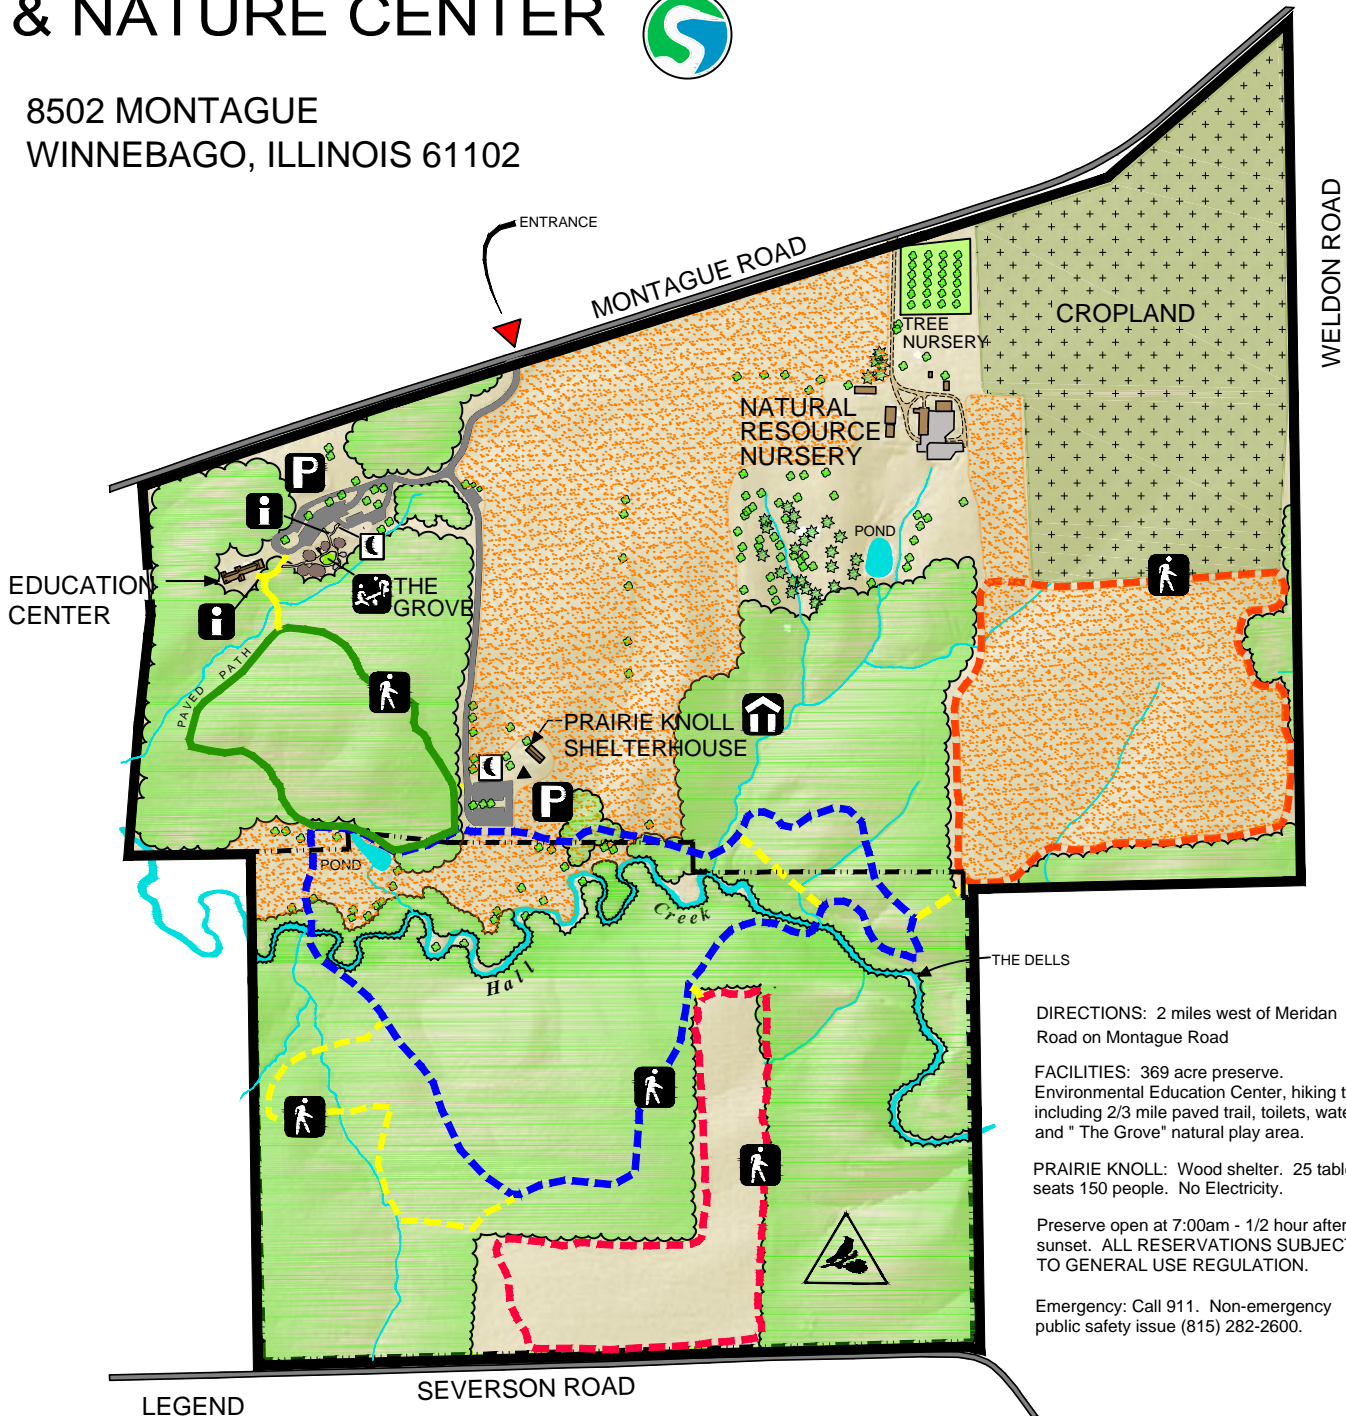 & NATURE CENTER
8502 MONTAGUE
WINNEBAGO, ILLINOIS 61102
ENTRANCE
MONTAGUE ROAD
WELDON ROAD
CROPLAND
TREE
NURSERY
NATURAL
RESOURCE
NURSERY
P
i
POND
EDUCATION
CENTER
THE
GROVE
i
PAVED PATH
PRAIRIE KNOLL
SHELTERHOUSE
P
POND
Hall Creek
THE DELLS
DIRECTIONS: 2 miles west of Meridan
Road on Montague Road
FACILITIES: 369 acre preserve.
Environmental Education Center, hiking t
including 2/3 mile paved trail, toilets, wate
and " The Grove" natural play area.
PRAIRIE KNOLL: Wood shelter. 25 table
seats 150 people. No Electricity.
Preserve open at 7:00am - 1/2 hour after
sunset. ALL RESERVATIONS SUBJECT
TO GENERAL USE REGULATION.
Emergency: Call 911. Non-emergency
public safety issue (815) 282-2600.
SEVERSON ROAD
LEGEND